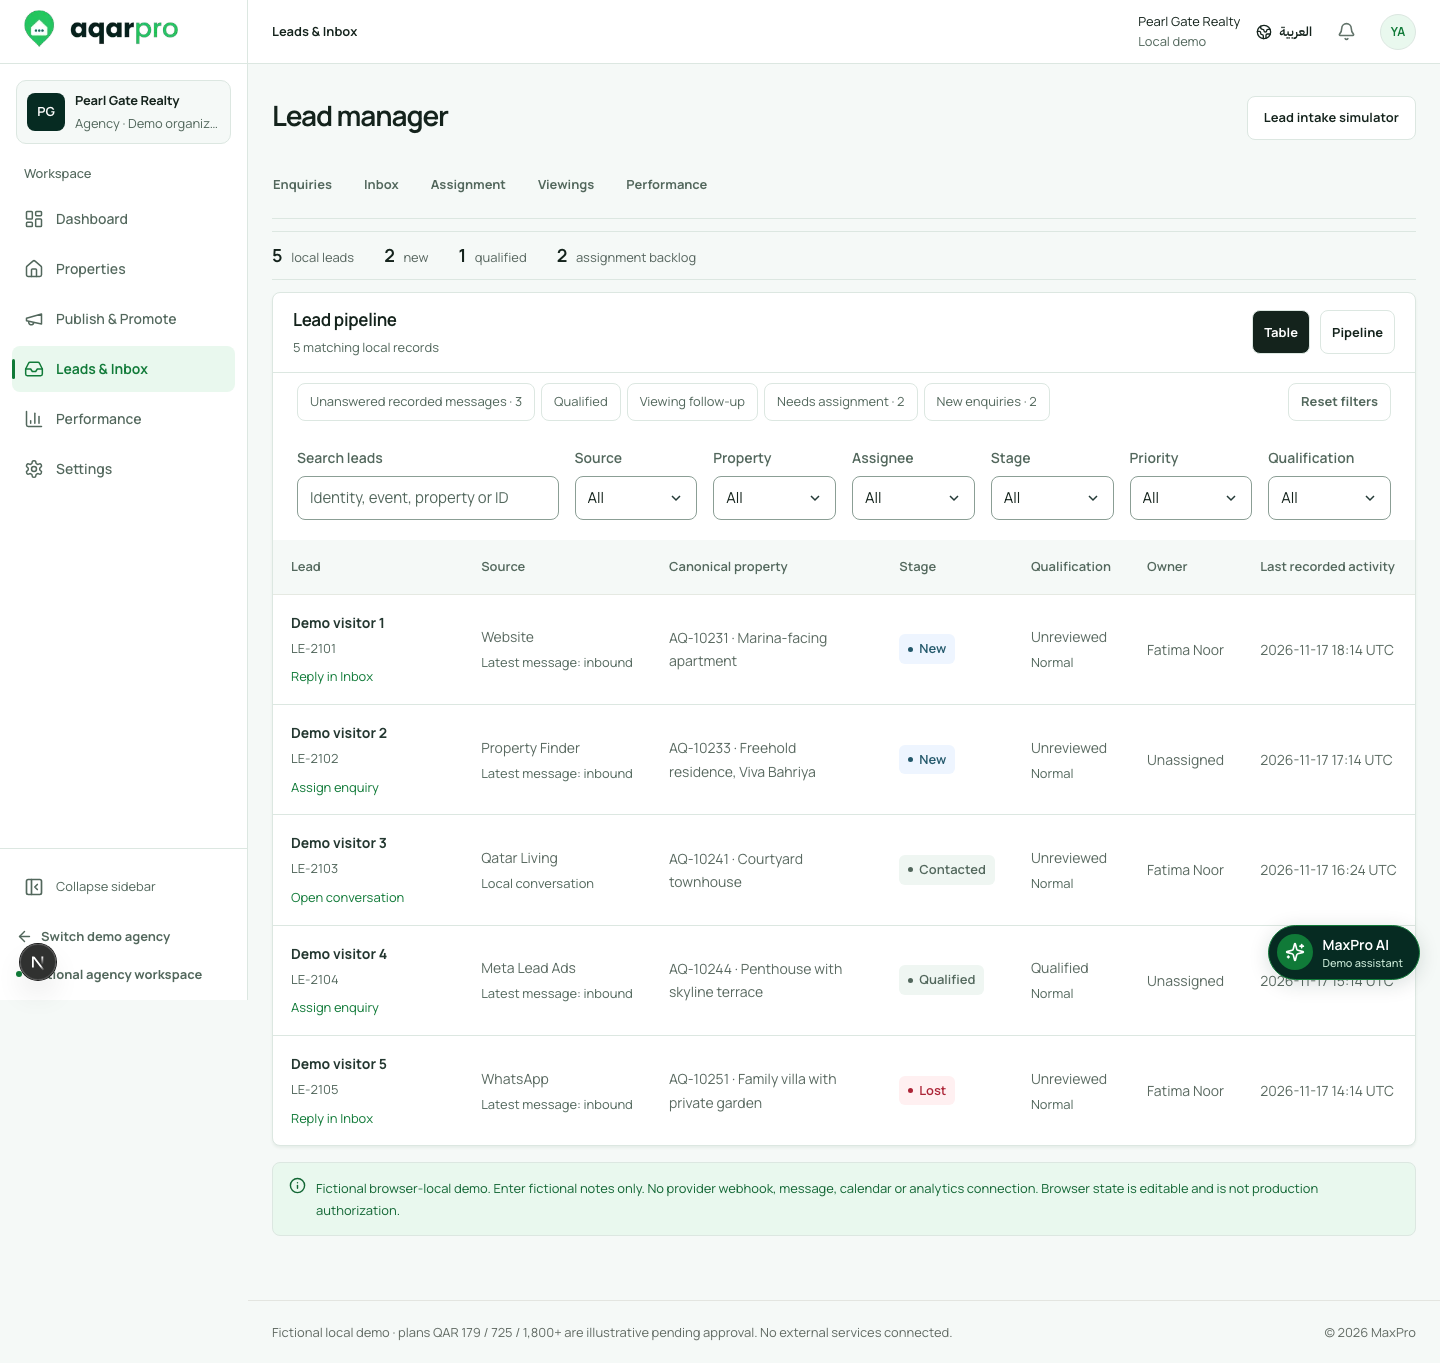 aqarpro
Leads & Inbox
Pearl Gate Realty
Local demo
العربية
YA
PG
Pearl Gate Realty
Agency · Demo organiz...
Workspace
Dashboard
Properties
Publish & Promote
Leads & Inbox
Performance
Settings
Collapse sidebar
Switch demo agency
N
tional agency workspace
Lead manager
Lead intake simulator
Enquiries Inbox Assignment Viewings Performance
5 local leads 2 new 1 qualified 2 assignment backlog
Lead pipeline
5 matching local records
Table Pipeline
Unanswered recorded messages · 3 Qualified Viewing follow-up Needs assignment · 2 New enquiries · 2 Reset filters
Search leads Source Property Assignee Stage Priority Qualification
Identity, event, property or ID All All All All All All
Lead Source Canonical property Stage Qualification Owner Last recorded activity
Demo visitor 1
LE-2101
Reply in Inbox
Website
Latest message: inbound
AQ-10231 · Marina-facing
apartment
New
Unreviewed
Normal
Fatima Noor
2026-11-17 18:14 UTC
Demo visitor 2
LE-2102
Assign enquiry
Property Finder
Latest message: inbound
AQ-10233 · Freehold
residence, Viva Bahriya
New
Unreviewed
Normal
Unassigned
2026-11-17 17:14 UTC
Demo visitor 3
LE-2103
Open conversation
Qatar Living
Local conversation
AQ-10241 · Courtyard
townhouse
Contacted
Unreviewed
Normal
Fatima Noor
2026-11-17 16:24 UTC
Demo visitor 4
LE-2104
Assign enquiry
Meta Lead Ads
Latest message: inbound
AQ-10244 · Penthouse with
skyline terrace
Qualified
Qualified
Normal
Unassigned
2026-11-17 15:14 UTC
MaxPro AI
Demo assistant
Demo visitor 5
LE-2105
Reply in Inbox
WhatsApp
Latest message: inbound
AQ-10251 · Family villa with
private garden
Lost
Unreviewed
Normal
Fatima Noor
2026-11-17 14:14 UTC
Fictional browser-local demo. Enter fictional notes only. No provider webhook, message, calendar or analytics connection. Browser state is editable and is not production
authorization.
Fictional local demo · plans QAR 179 / 725 / 1,800+ are illustrative pending approval. No external services connected.
© 2026 MaxPro